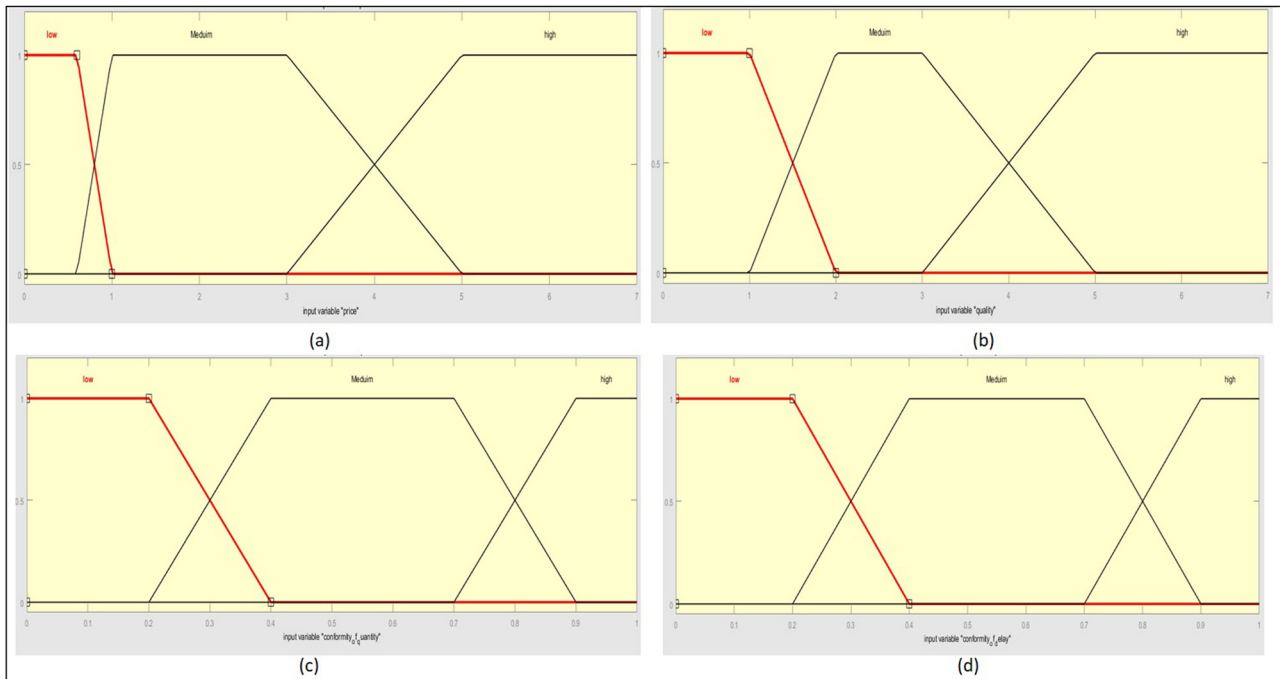 low Meduim high
1
0.5
0
0 1 2 3 4 5 6 7
input variable "price"
(a)
low Meduim high
1
0.5
0
0 1 2 3 4 5 6 7
input variable "quality"
(b)
low Meduim high
1
0.5
0
0 0.1 0.2 0.3 0.4 0.5 0.6 0.7 0.8 0.9 1
input variable "conformity_of_quantity"
(c)
low Meduim high
1
0.5
0
0 0.1 0.2 0.3 0.4 0.5 0.6 0.7 0.8 0.9 1
input variable "conformity_of_delay"
(d)